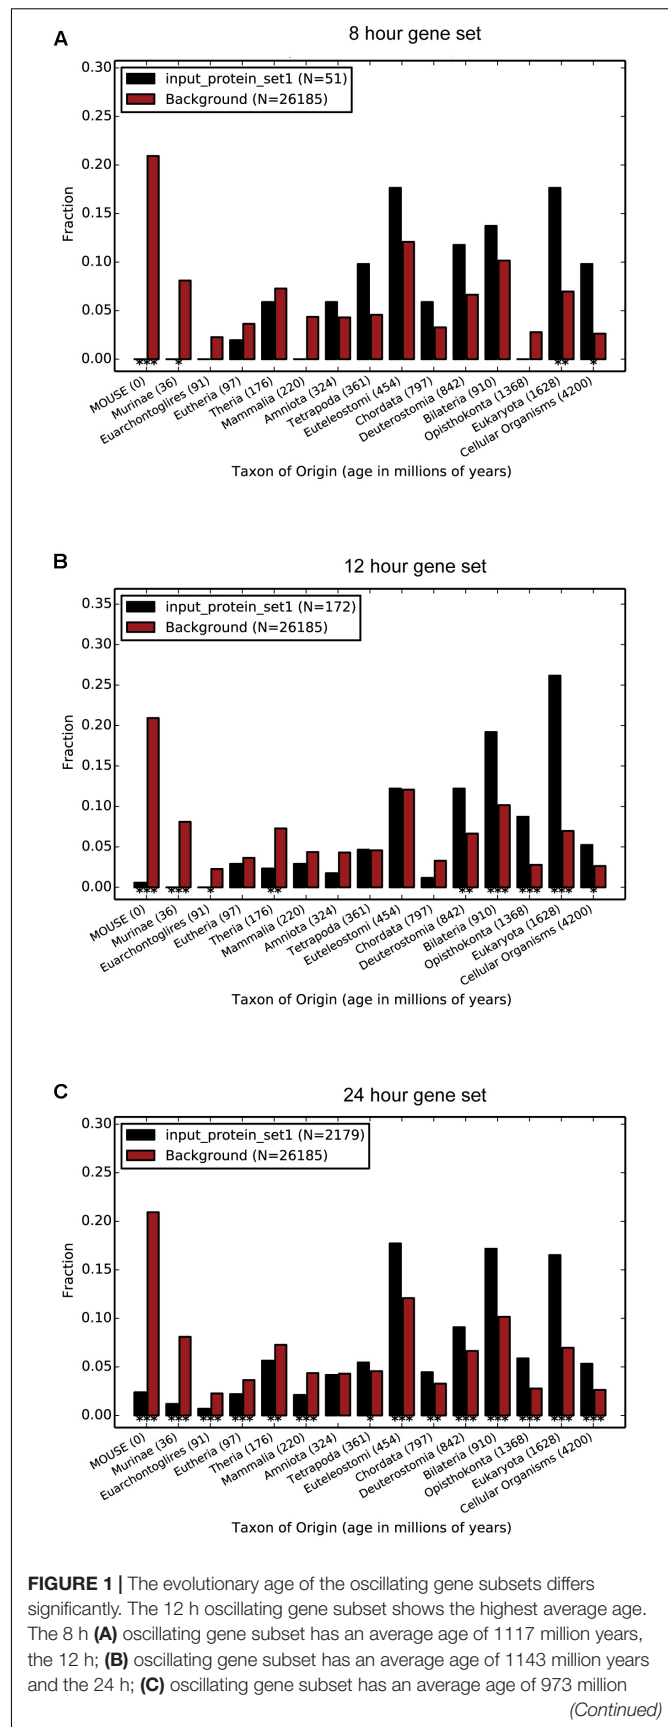 A
8 hour gene set
0.30
0.25
0.20
0.15
0.10
0.05
0.00
Fraction
input_protein_set1 (N=51)
Background (N=26185)
*** * ** *
MOUSE (0)
Murinae (36)
Euarchontoglires (91)
Eutheria (97)
Theria (176)
Mammalia (220)
Amniota (324)
Tetrapoda (361)
Euteleostomi (454)
Chordata (797)
Deuterostomia (842)
Bilateria (910)
Opisthokonta (1368)
Eukaryota (1628)
Cellular Organisms (4200)
Taxon of Origin (age in millions of years)
B
12 hour gene set
0.35
0.30
0.25
0.20
0.15
0.10
0.05
0.00
Fraction
input_protein_set1 (N=172)
Background (N=26185)
*** *** * ** ** *** *** *** *
MOUSE (0)
Murinae (36)
Euarchontoglires (91)
Eutheria (97)
Theria (176)
Mammalia (220)
Amniota (324)
Tetrapoda (361)
Euteleostomi (454)
Chordata (797)
Deuterostomia (842)
Bilateria (910)
Opisthokonta (1368)
Eukaryota (1628)
Cellular Organisms (4200)
Taxon of Origin (age in millions of years)
C
24 hour gene set
0.30
0.25
0.20
0.15
0.10
0.05
0.00
Fraction
input_protein_set1 (N=2179)
Background (N=26185)
*** *** *** *** ** *** * *** ** *** *** *** *** ***
MOUSE (0)
Murinae (36)
Euarchontoglires (91)
Eutheria (97)
Theria (176)
Mammalia (220)
Amniota (324)
Tetrapoda (361)
Euteleostomi (454)
Chordata (797)
Deuterostomia (842)
Bilateria (910)
Opisthokonta (1368)
Eukaryota (1628)
Cellular Organisms (4200)
Taxon of Origin (age in millions of years)
FIGURE 1 | The evolutionary age of the oscillating gene subsets differs
significantly. The 12 h oscillating gene subset shows the highest average age.
The 8 h (A) oscillating gene subset has an average age of 1117 million years,
the 12 h; (B) oscillating gene subset has an average age of 1143 million years
and the 24 h; (C) oscillating gene subset has an average age of 973 million
(Continued)